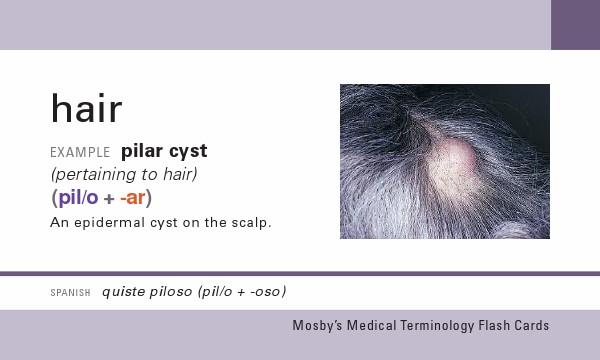 hair
EXAMPLE pilar cyst
(pertaining to hair)
(pil/o + -ar)
An epidermal cyst on the scalp.
SPANISH quiste piloso (pil/o + -oso)
Mosby's Medical Terminology Flash Cards